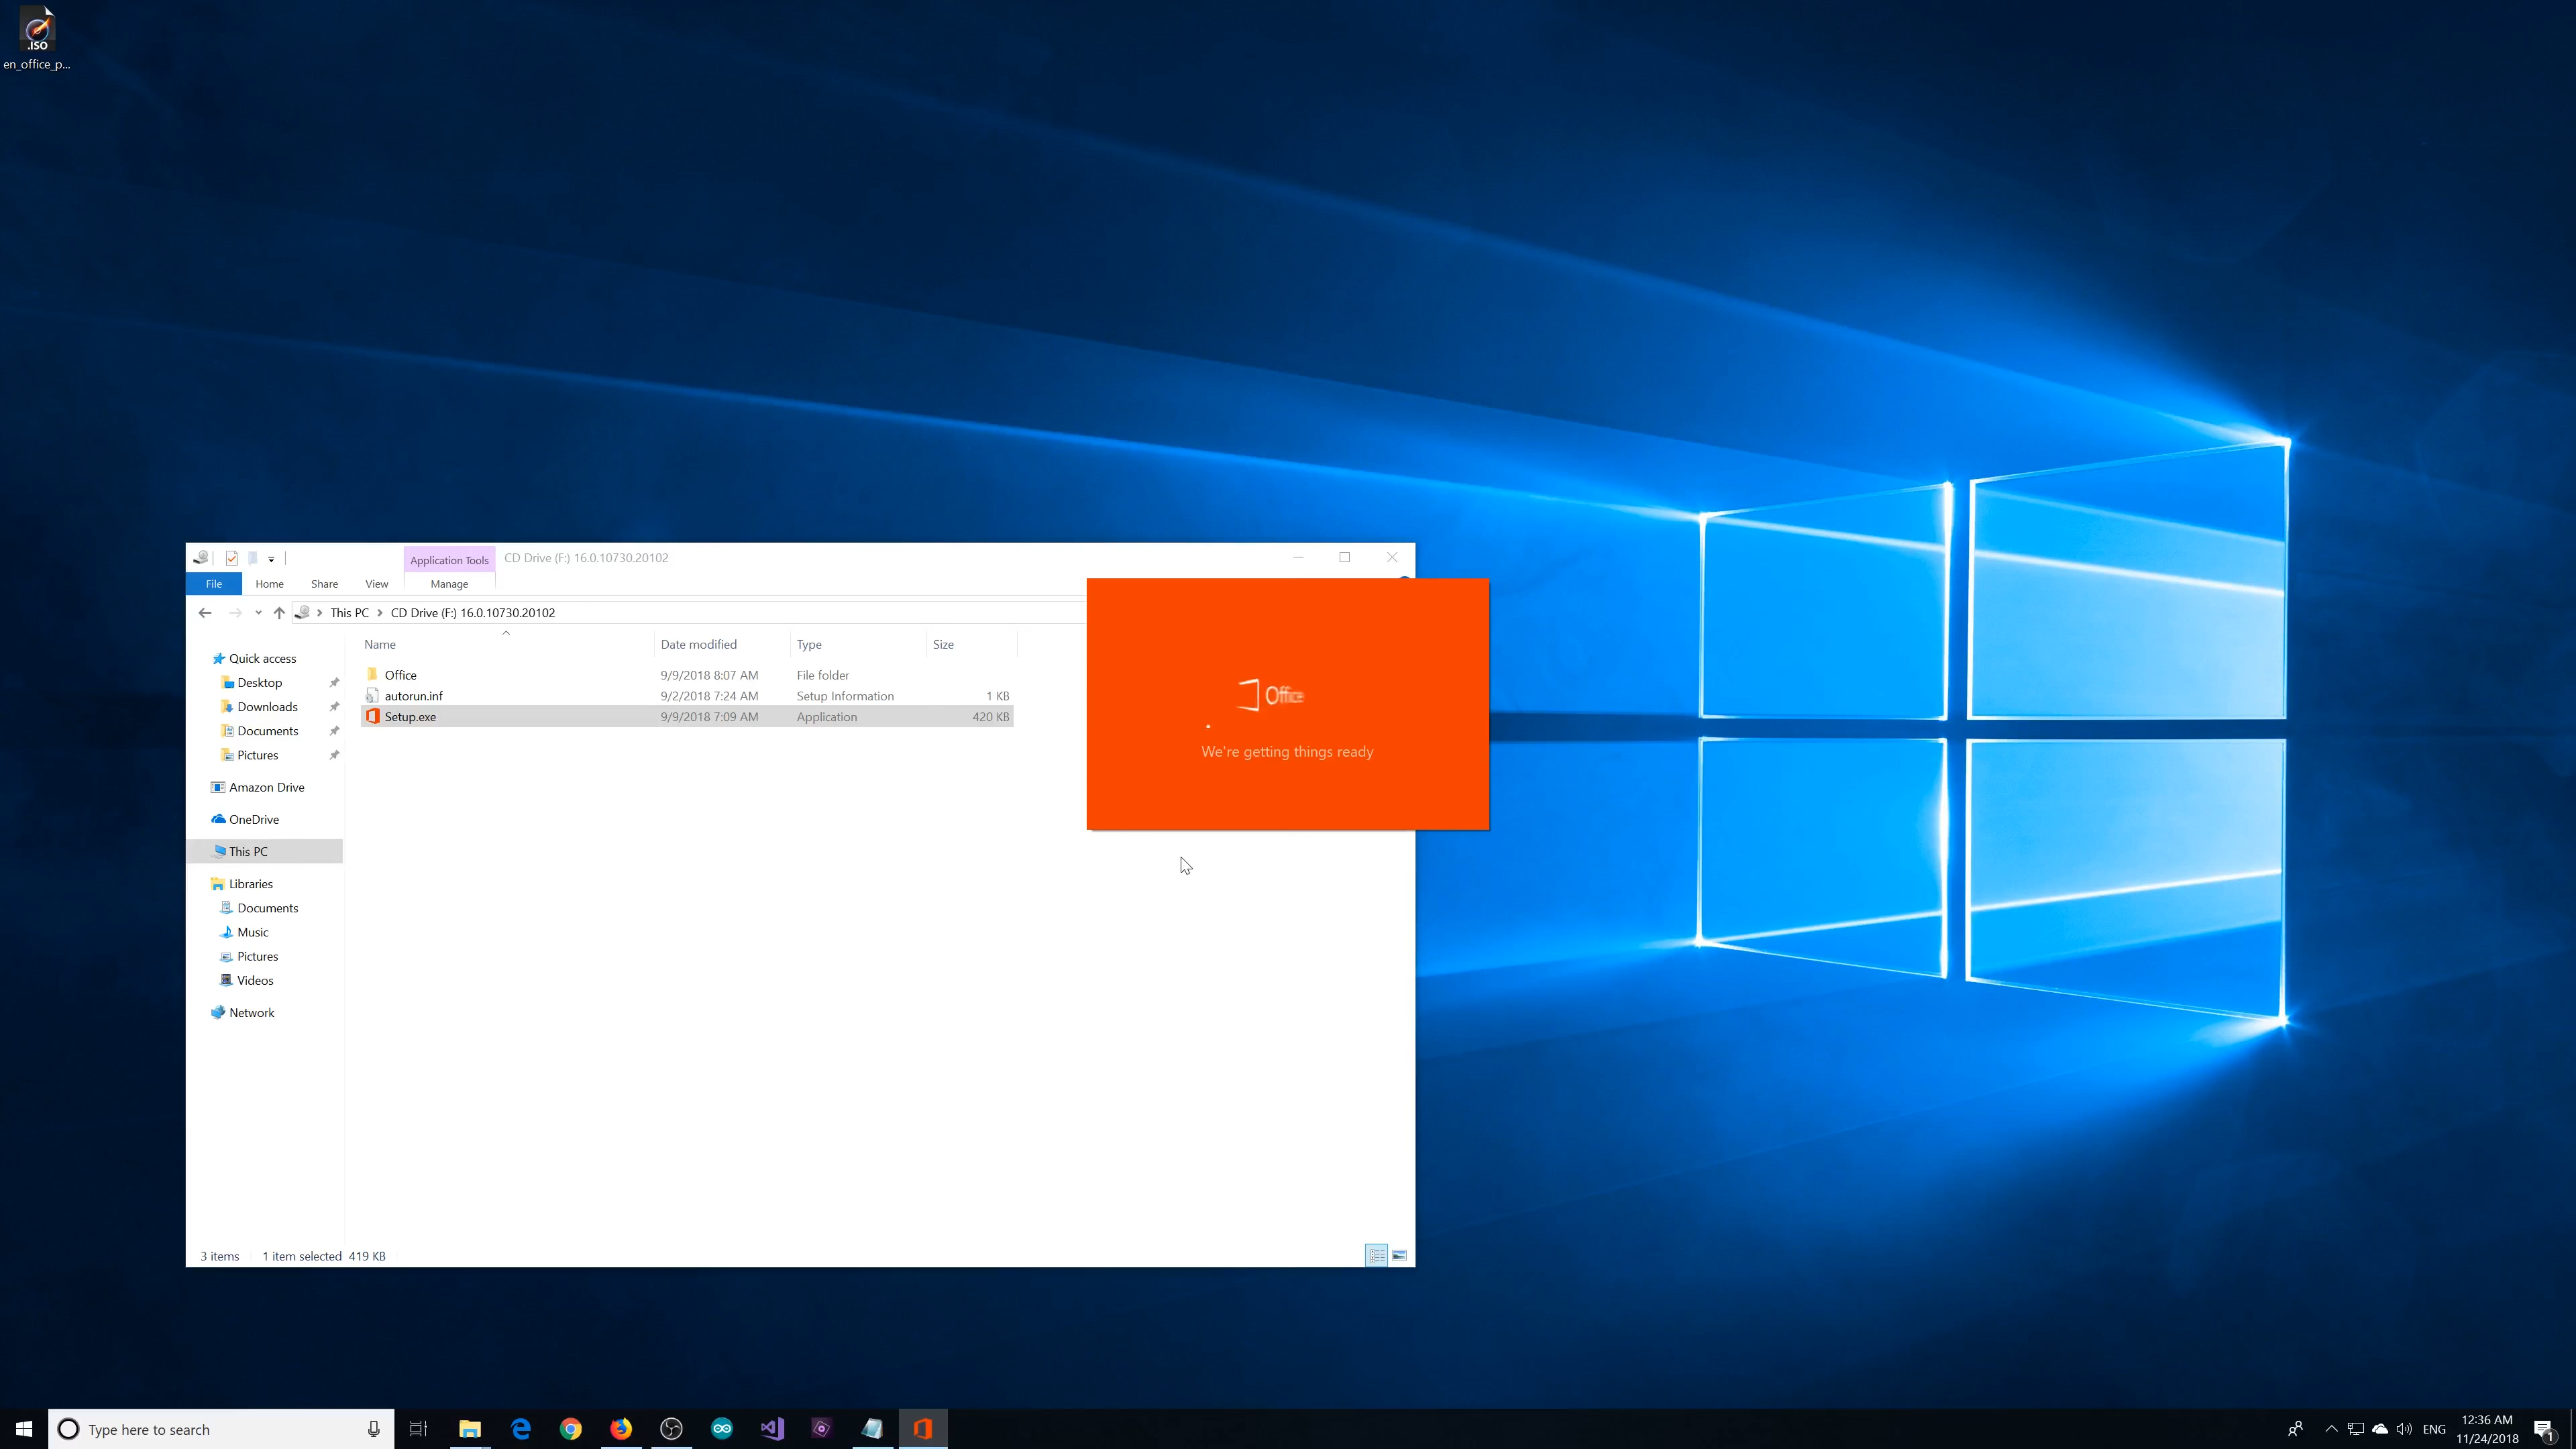 .ISO
en_office_p...
Application Tools
CD Drive (F:) 16.0.10730.20102
File
Home
Share
View
Manage
This PC
CD Drive (F:) 16.0.10730.20102
Name
Date modified
Type
Size
Office
9/9/2018 8:07 AM
File folder
autorun.inf
9/2/2018 7:24 AM
Setup Information
1 KB
Setup.exe
9/9/2018 7:09 AM
Application
420 KB
Quick access
Desktop
Downloads
Documents
Pictures
Amazon Drive
OneDrive
This PC
Libraries
Documents
Music
Pictures
Videos
Network
Office
We're getting things ready
3 items
1 item selected 419 KB
Type here to search
ENG
12:36 AM
11/24/2018
1